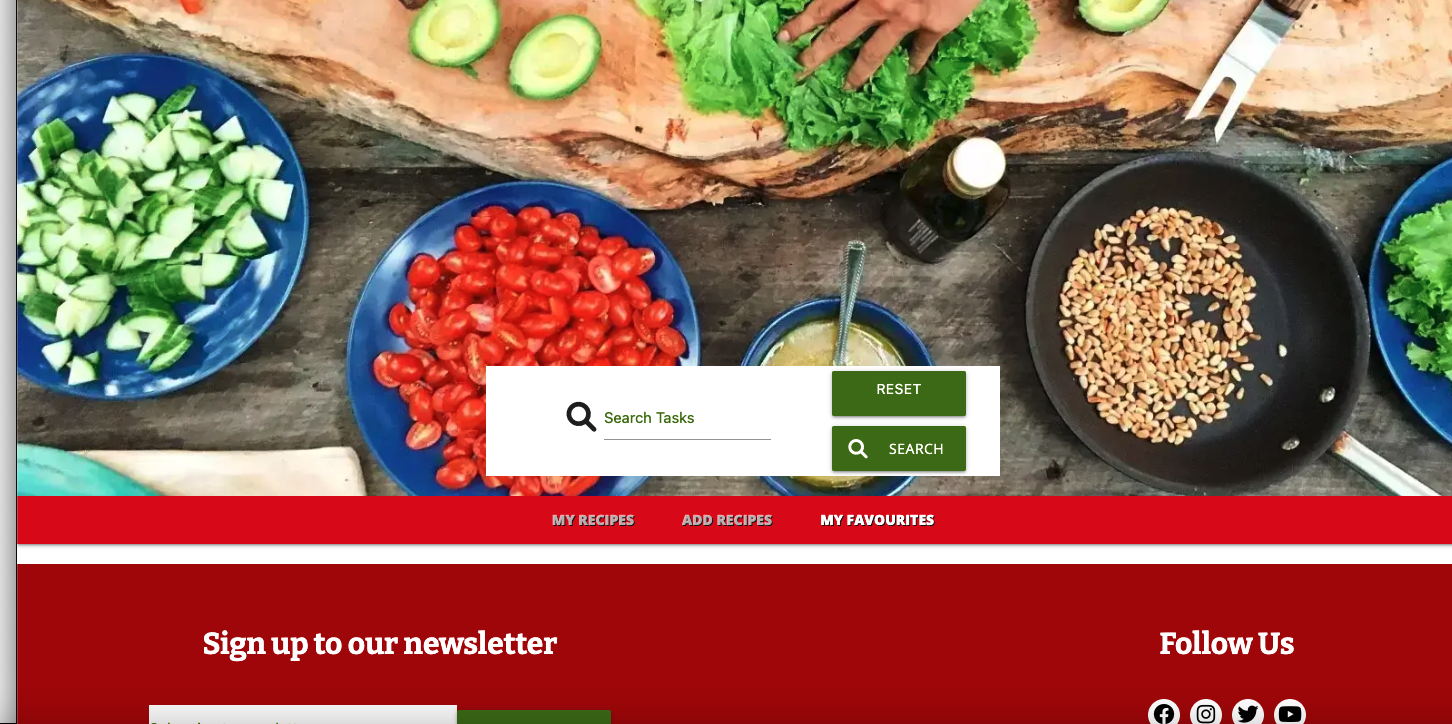 RESET
Search Tasks
SEARCH
MY RECIPES ADD RECIPES MY FAVOURITES
Sign up to our newsletter
Follow Us